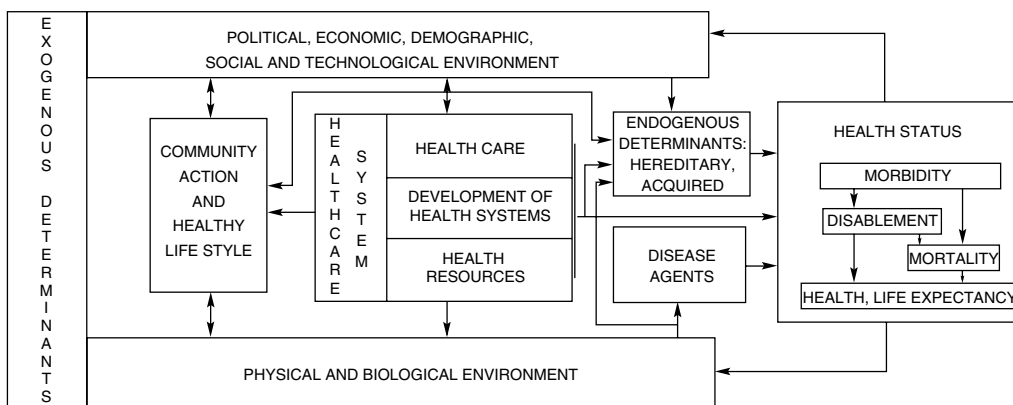 EXOGENOUS DETERMINANTS
POLITICAL, ECONOMIC, DEMOGRAPHIC,
SOCIAL AND TECHNOLOGICAL ENVIRONMENT
COMMUNITY
ACTION
AND
HEALTHY
LIFE STYLE
HEALTHCARE
SYSTEM
HEALTH CARE
DEVELOPMENT OF
HEALTH SYSTEMS
HEALTH
RESOURCES
ENDOGENOUS
DETERMINANTS:
HEREDITARY,
ACQUIRED
DISEASE
AGENTS
HEALTH STATUS
MORBIDITY
DISABLEMENT
MORTALITY
HEALTH, LIFE EXPECTANCY
PHYSICAL AND BIOLOGICAL ENVIRONMENT